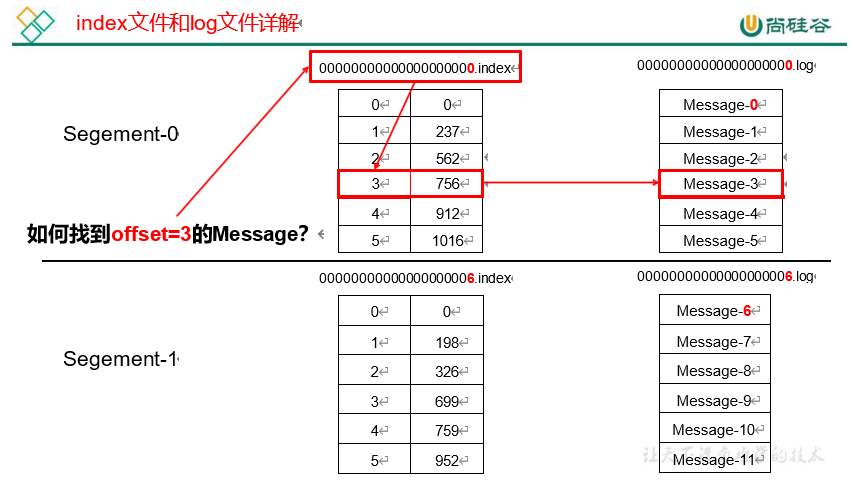 index文件和log文件详解
尚硅谷
00000000000000000000.index
00000000000000000000.log
Segement-0
0 0
1 237
2 562
3 756
4 912
5 1016
Message-0
Message-1
Message-2
Message-3
Message-4
Message-5
如何找到offset=3的Message?
00000000000000000006.index
00000000000000000006.log
Segement-1
0 0
1 198
2 326
3 699
4 759
5 952
Message-6
Message-7
Message-8
Message-9
Message-10
Message-11
让天下没有难学的技术